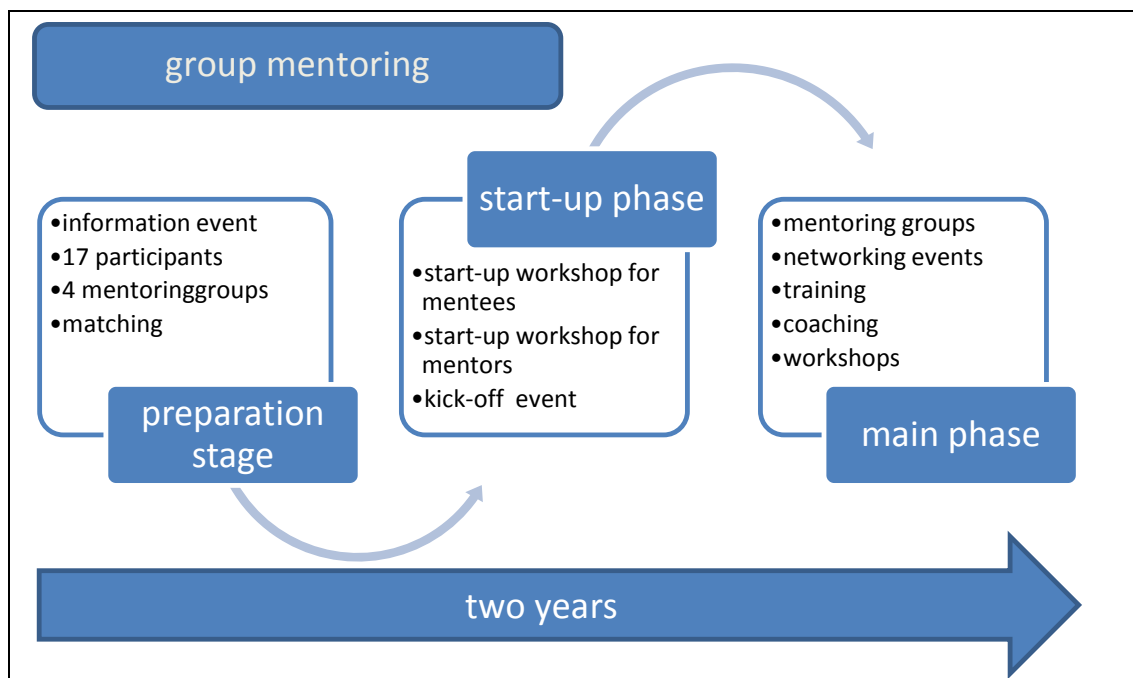 group mentoring
•information event
•17 participants
•4 mentoringgroups
•matching
preparation
stage
start-up phase
•start-up workshop for
mentees
•start-up workshop for
mentors
•kick-off event
•mentoring groups
•networking events
•training
•coaching
•workshops
main phase
two years